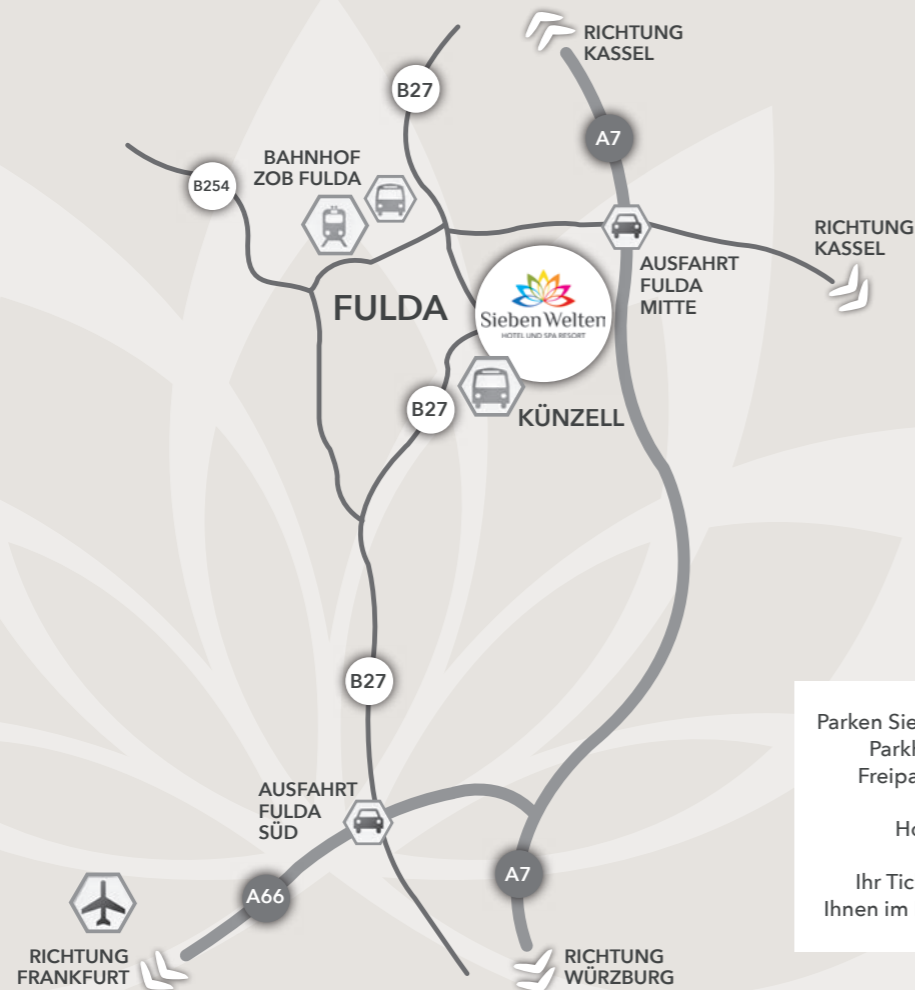 RICHTUNG
KASSEL
B27
A7
BAHNHOF
ZOB FULDA
B254
RICHTUNG
KASSEL
AUSFAHRT
FULDA
MITTE
FULDA
Sieben Welten
HOTEL UND SPA RESORT
B27
KÜNZELL
B27
Parken Sie
Freipa
Ho
Ihr Tic
Ihnen im
AUSFAHRT
FULDA
SÜD
A7
A66
RICHTUNG
FRANKFURT
RICHTUNG
WÜRZBURG